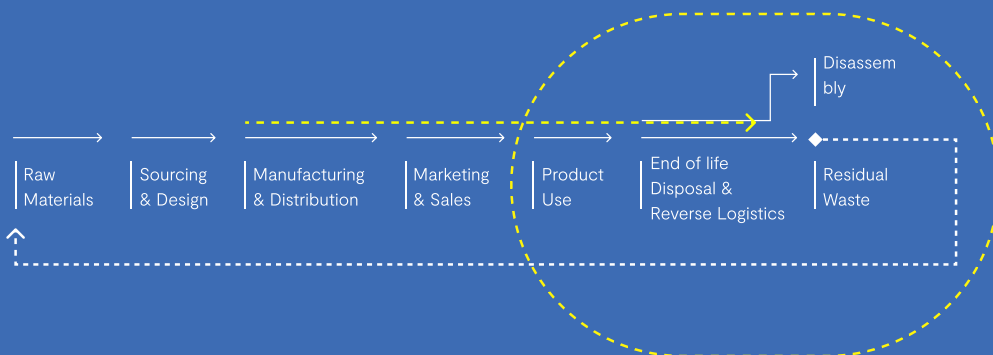 Disassem
bly
Raw
Materials
Sourcing
& Design
Manufacturing
& Distribution
Marketing
& Sales
Product
Use
End of life
Disposal &
Reverse Logistics
Residual
Waste